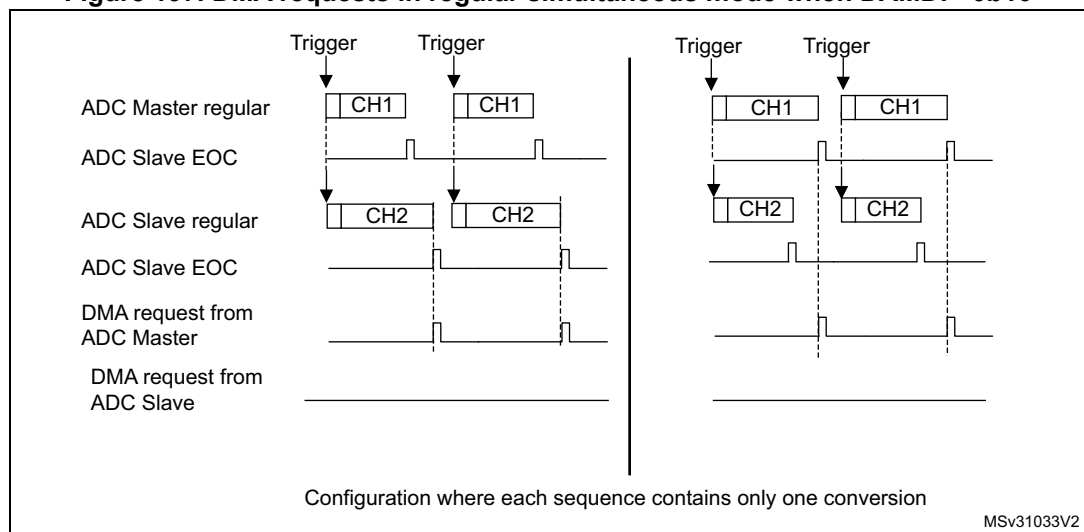 Trigger Trigger Trigger Trigger
ADC Master regular CH1 CH1 CH1 CH1
ADC Slave EOC
ADC Slave regular CH2 CH2 CH2 CH2
ADC Slave EOC
DMA request from
ADC Master
DMA request from
ADC Slave
Configuration where each sequence contains only one conversion
MSv31033V2